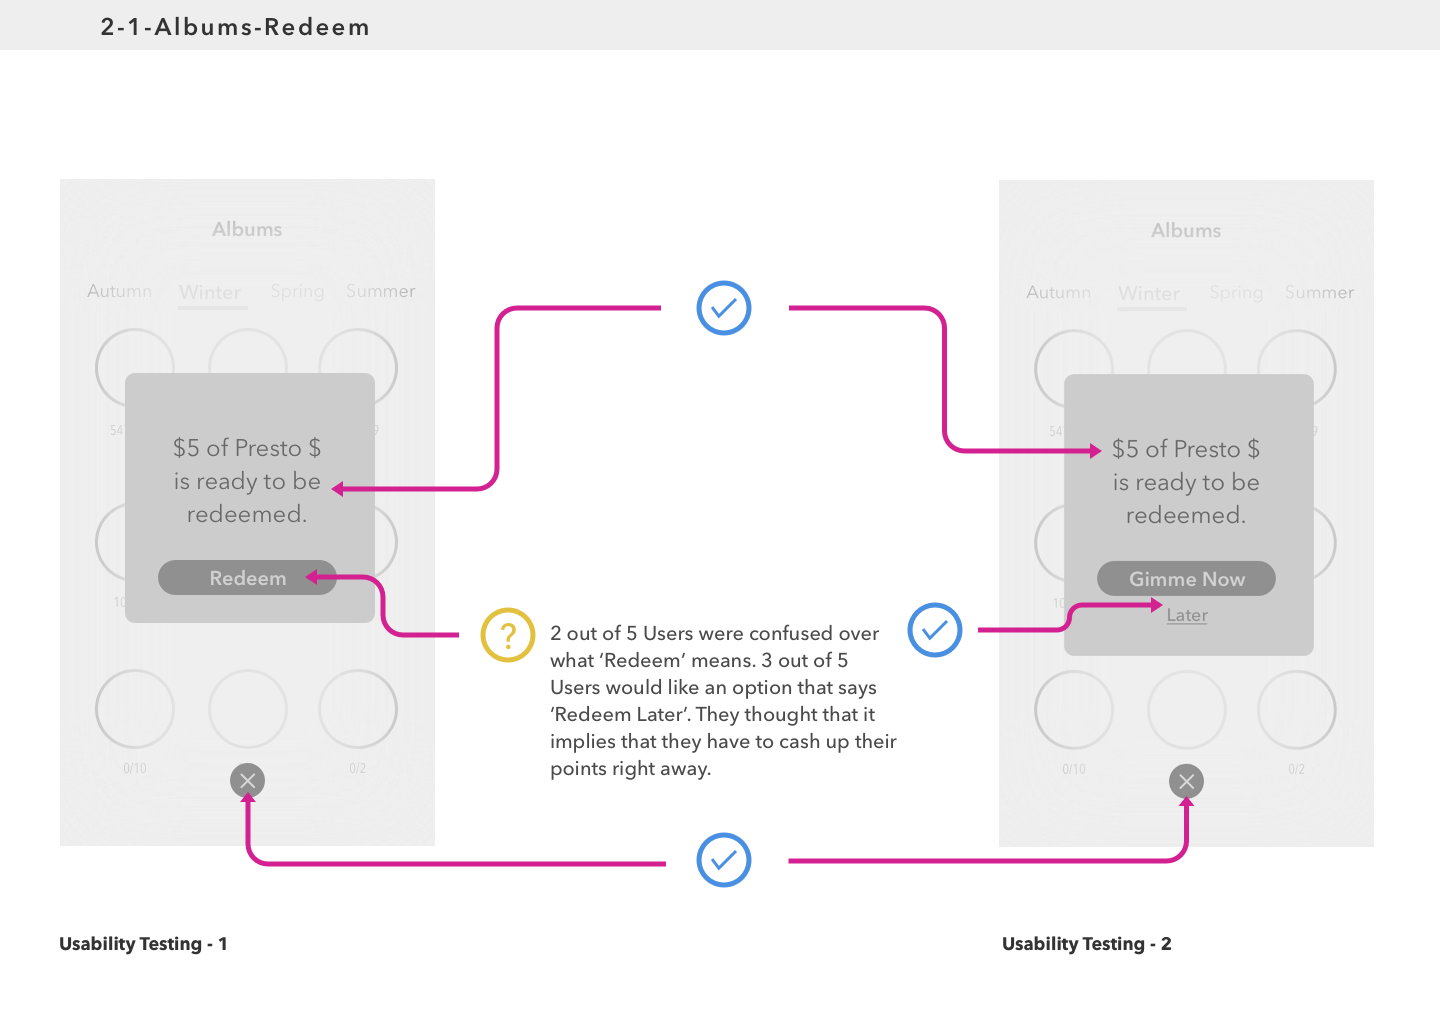 2-1-Albums-Redeem
Albums
Autumn Winter Spring Summer
$5 of Presto $
is ready to be
redeemed.
Redeem
0/10 0/2
?
2 out of 5 Users were confused over
what ‘Redeem’ means. 3 out of 5
Users would like an option that says
‘Redeem Later’. They thought that it
implies that they have to cash up their
points right away.
Albums
Autumn Winter Spring Summer
$5 of Presto $
is ready to be
redeemed.
Gimme Now
Later
0/10 0/2
Usability Testing - 1
Usability Testing - 2